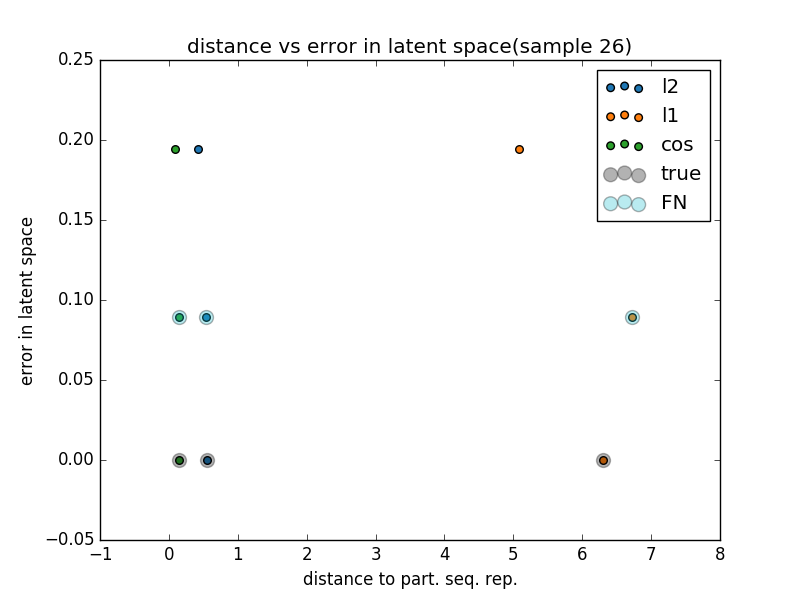 distance vs error in latent space(sample 26)
0.25
0.20
0.15
0.10
0.05
0.00
−0.05
error in latent space
l2
l1
cos
true
FN
−1 0 1 2 3 4 5 6 7 8
distance to part. seq. rep.